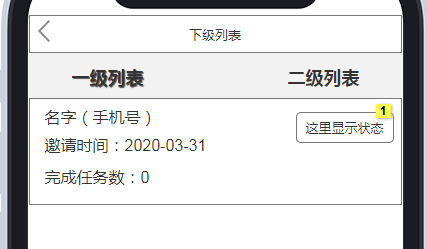 下级列表
一级列表 二级列表
名字（手机号）
1
这里显示状态
邀请时间：2020-03-31
完成任务数：0